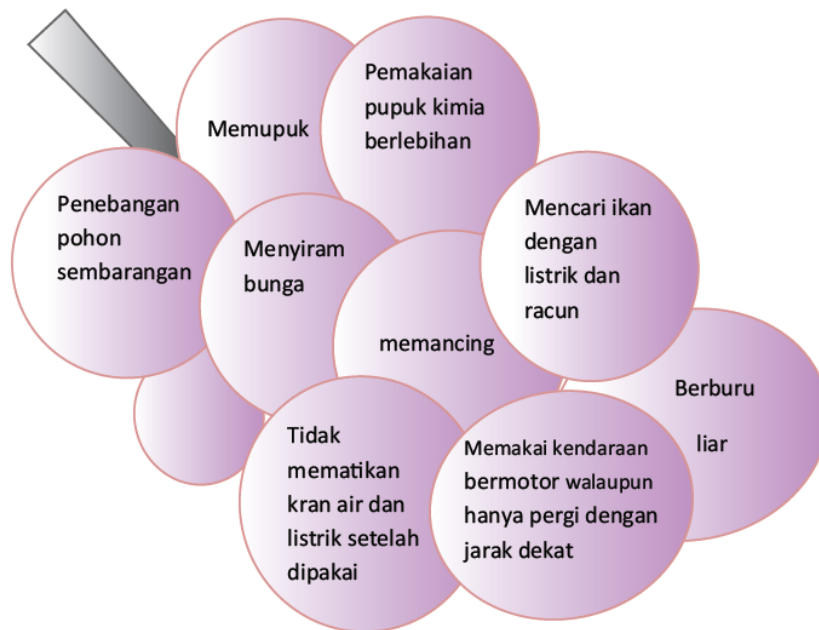 Memupuk
Pemakaian
pupuk kimia
berlebihan
Penebangan
pohon
sembarangan
Menyiram
bunga
Mencari ikan
dengan
listrik dan
racun
memancing
Berburu
liar
Tidak
mematikan
kran air dan
listrik setelah
dipakai
Memakai kendaraan
bermotor walaupun
hanya pergi dengan
jarak dekat